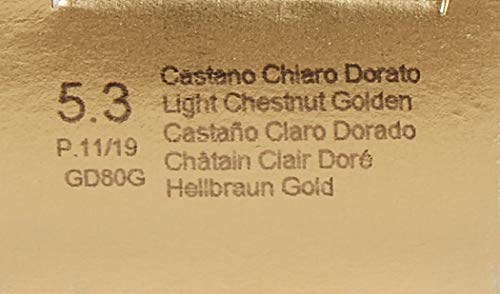 5.3
P.11/19
GD80G
Castano Chiaro Dorato
Light Chestnut Golden
Castaño Claro Dorado
Châtain Clair Doré
Hellbraun Gold